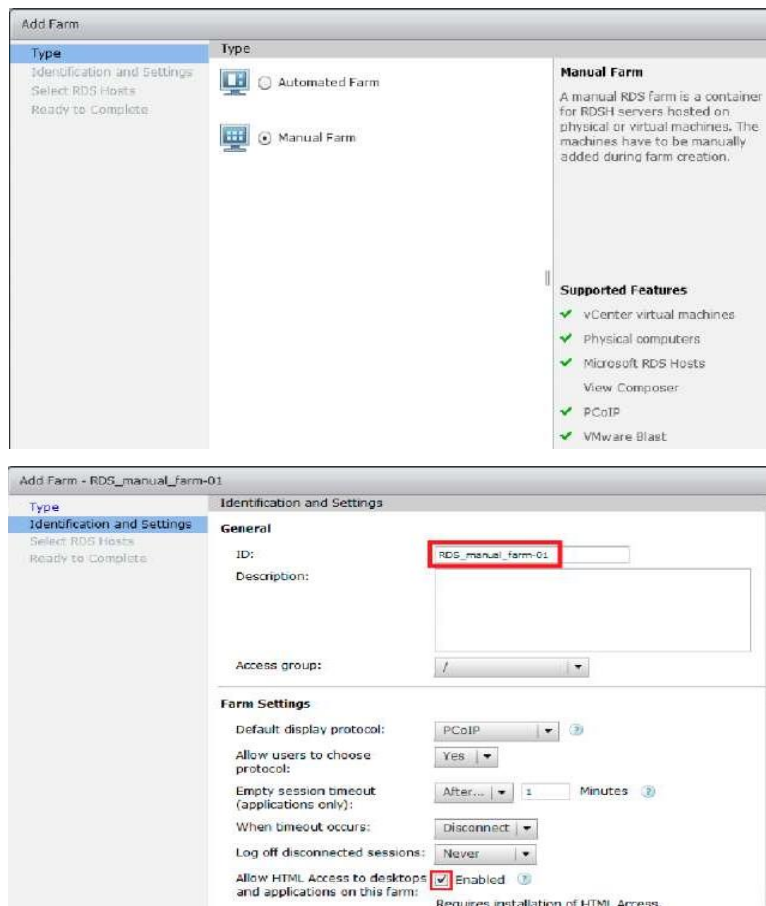 Add Farm
Type
Identification and Settings
Select RDS Hosts
Ready to Complete
Type
Automated Farm
Manual Farm
Manual Farm
A manual RDS farm is a container
for RDSH servers hosted on
physical or virtual machines. The
machines have to be manually
added during farm creation.
Supported Features
vCenter virtual machines
Physical computers
Microsoft RDS Hosts
View Composer
PCoIP
VMware Blast
Add Farm - RDS_manual_farm-01
Type
Identification and Settings
Select RDS Hosts
Ready to Complete
Identification and Settings
General
ID:
RDS_manual_farm-01
Description:
Access group:
/
Farm Settings
Default display protocol:
PCoIP
Allow users to choose
protocol:
Yes
Empty session timeout
(applications only):
After...
1
Minutes
When timeout occurs:
Disconnect
Log off disconnected sessions:
Never
Allow HTML Access to desktops
and applications on this farm:
Enabled
Requires installation of HTML Access.